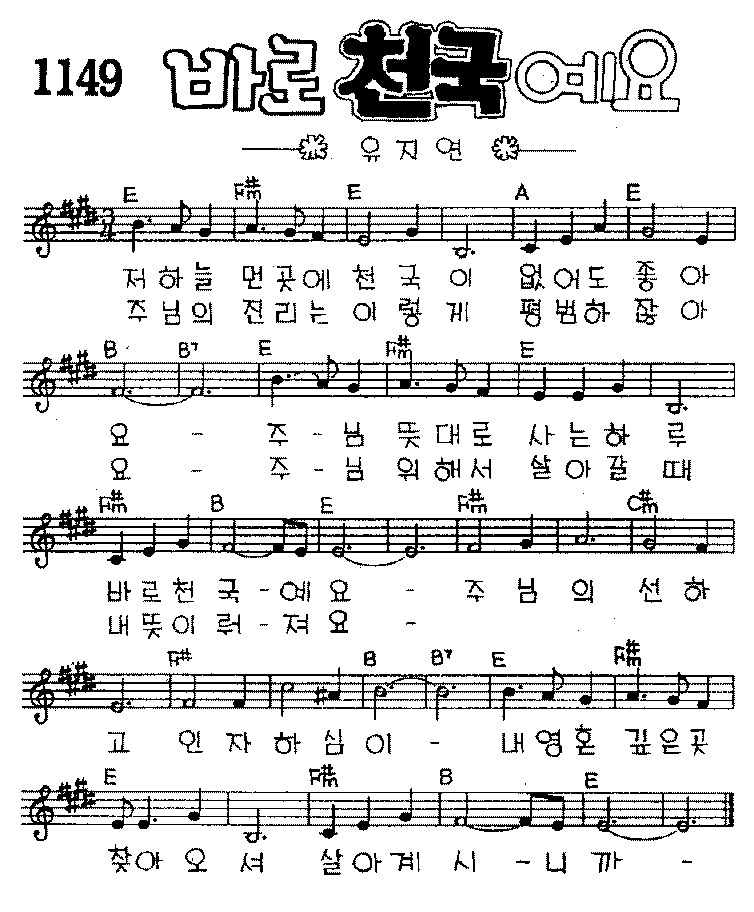 1149 바로 천국 예요
유지연
E F#m E A E
저하늘 먼곳에 천 국 이 없어도 좋 아
주님의 진리는 이 렇 게 평범하 잖 아
B B7 E F#m E
요 - 주 - 님 뜻대로 사는하 루
요 - 주 - 님 위해서 살아갈 때
F#m B E F#m C#m
바로천 국 - 예 요 - 주 님 의 선 하
내뜻이 뤄 - 져 요 -
F# B B7 E F#m
고 인 자 하 심 이 - 내영혼 깊은곳
E F#m B E
찾아 오 셔 살아계 시 - 니 까 -